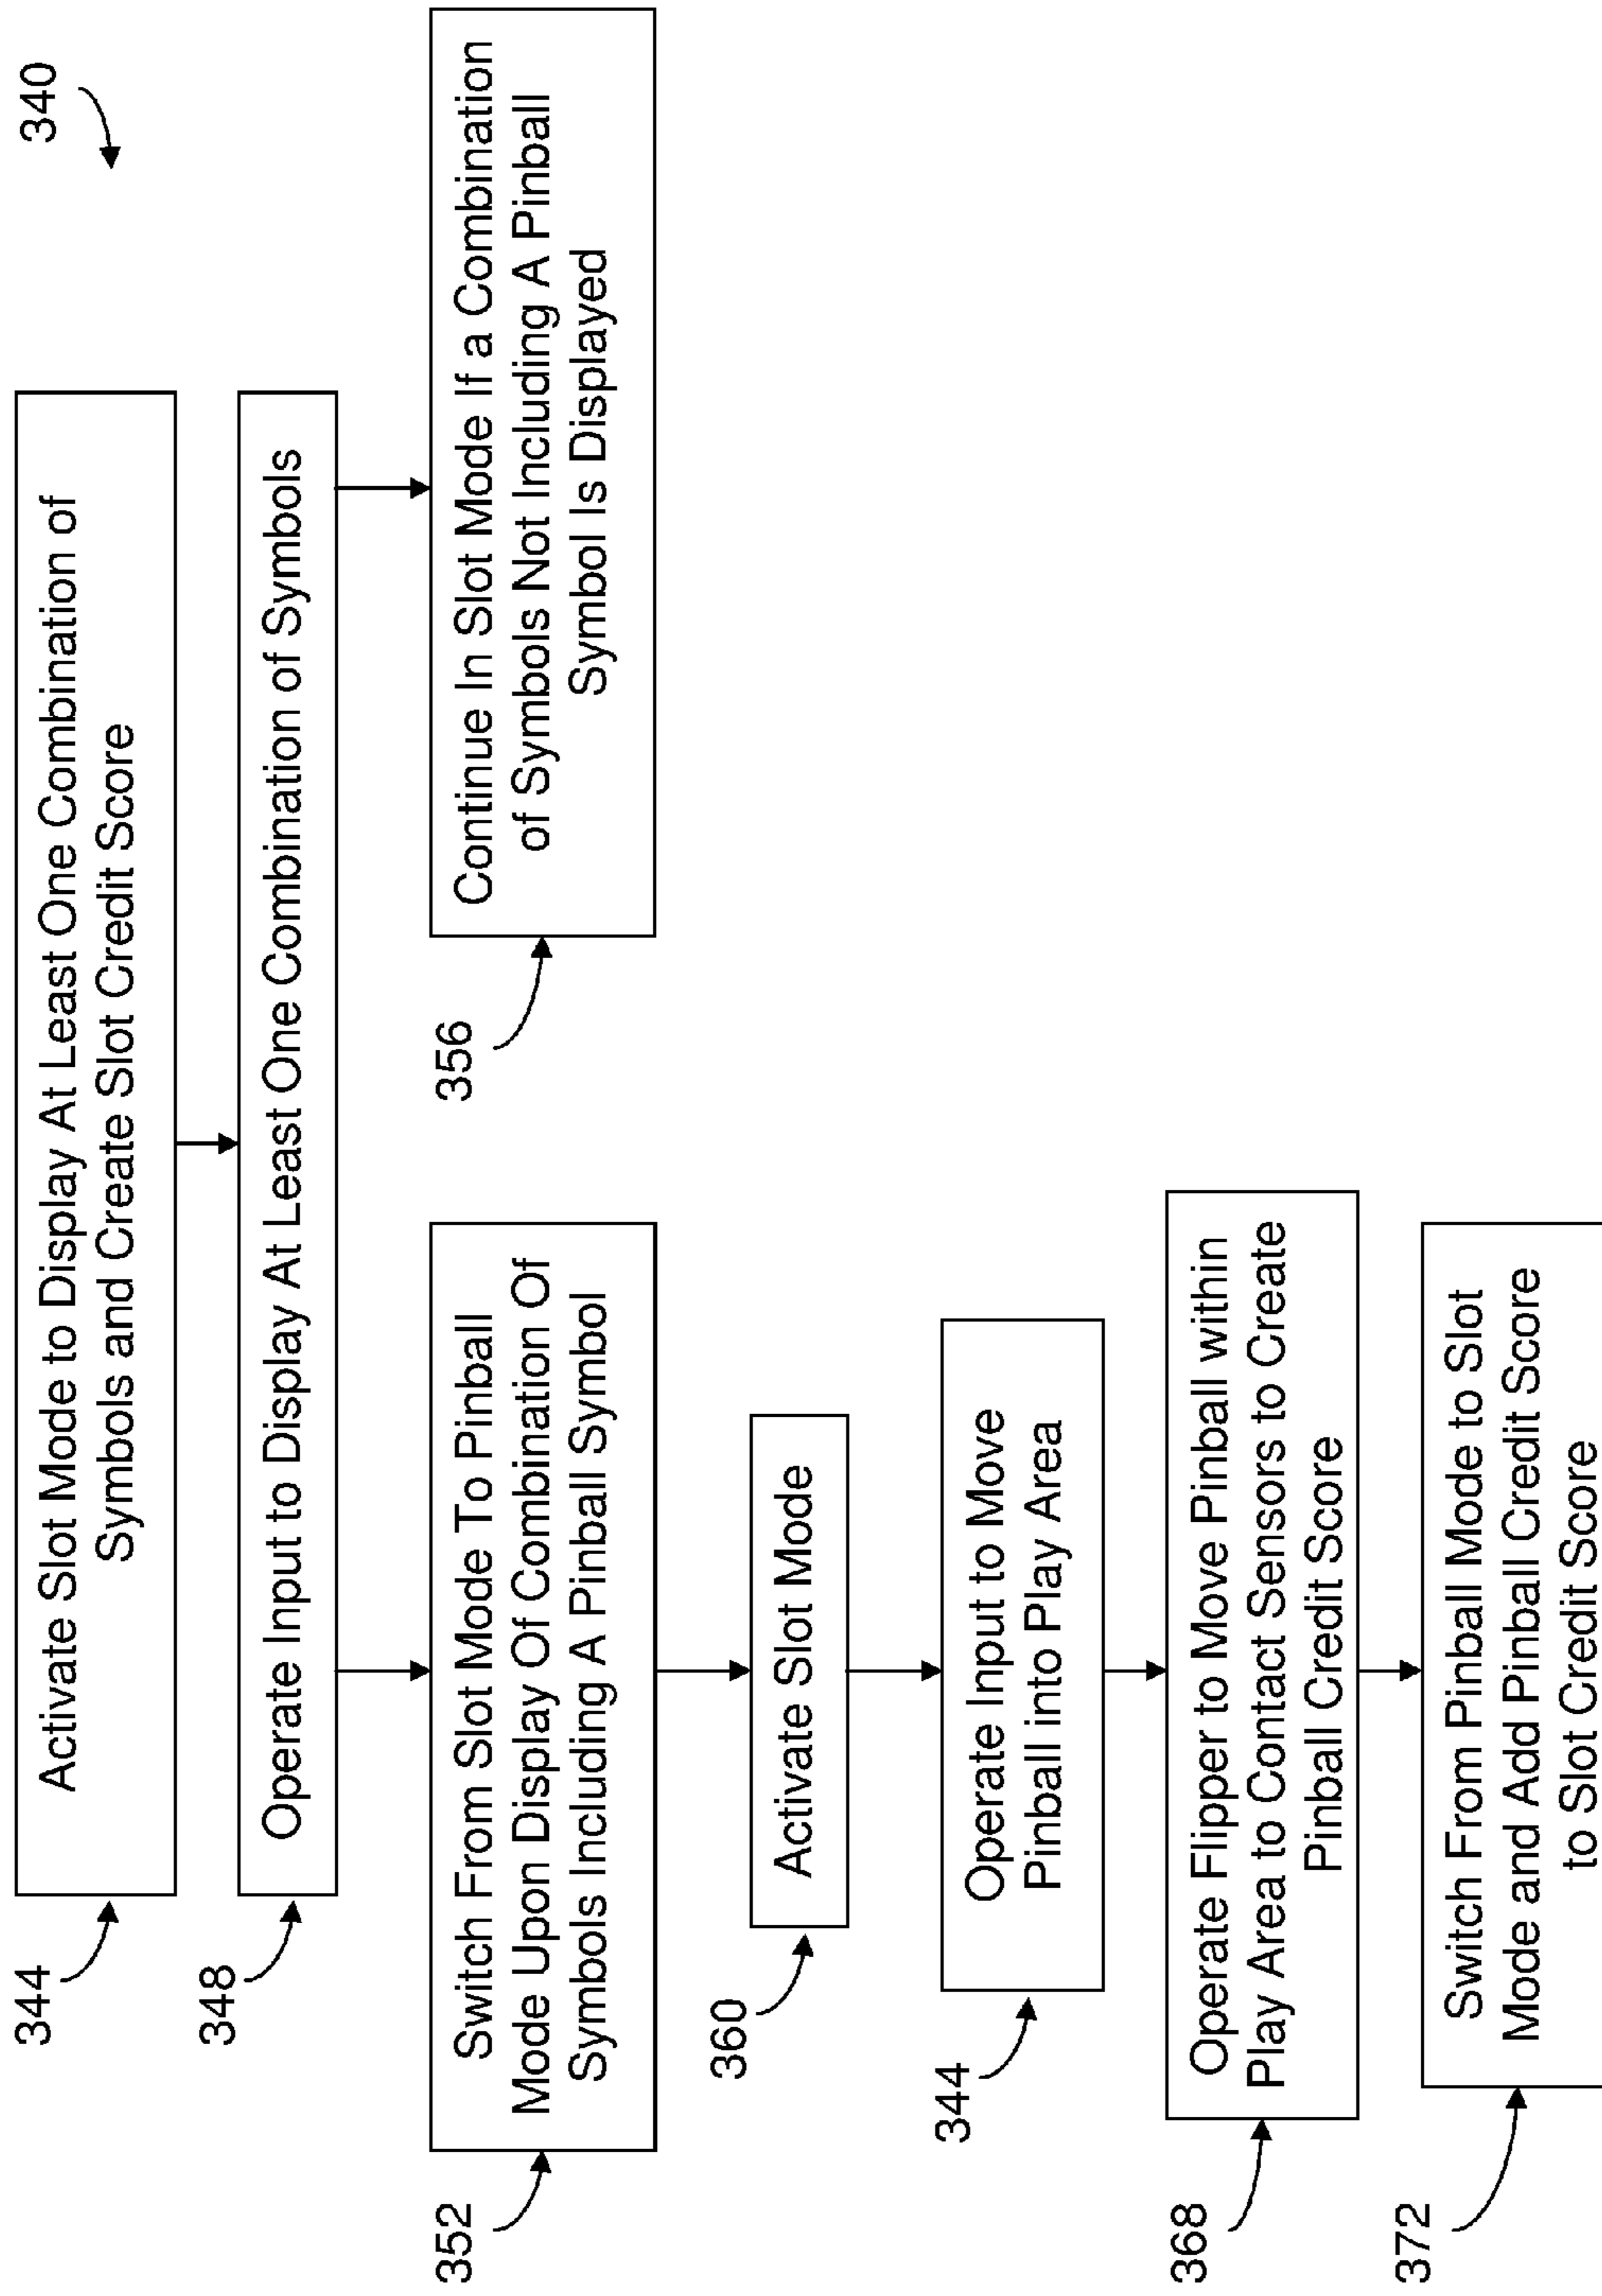 340
344
Activate Slot Mode to Display At Least One Combination of
Symbols and Create Slot Credit Score
348
Operate Input to Display At Least One Combination of Symbols
352
Switch From Slot Mode To Pinball
Mode Upon Display Of Combination Of
Symbols Including A Pinball Symbol
356
Continue In Slot Mode If a Combination
of Symbols Not Including A Pinball
Symbol Is Displayed
360
Activate Slot Mode
344
Operate Input to Move
Pinball into Play Area
368
Operate Flipper to Move Pinball within
Play Area to Contact Sensors to Create
Pinball Credit Score
372
Switch From Pinball Mode to Slot
Mode and Add Pinball Credit Score
to Slot Credit Score